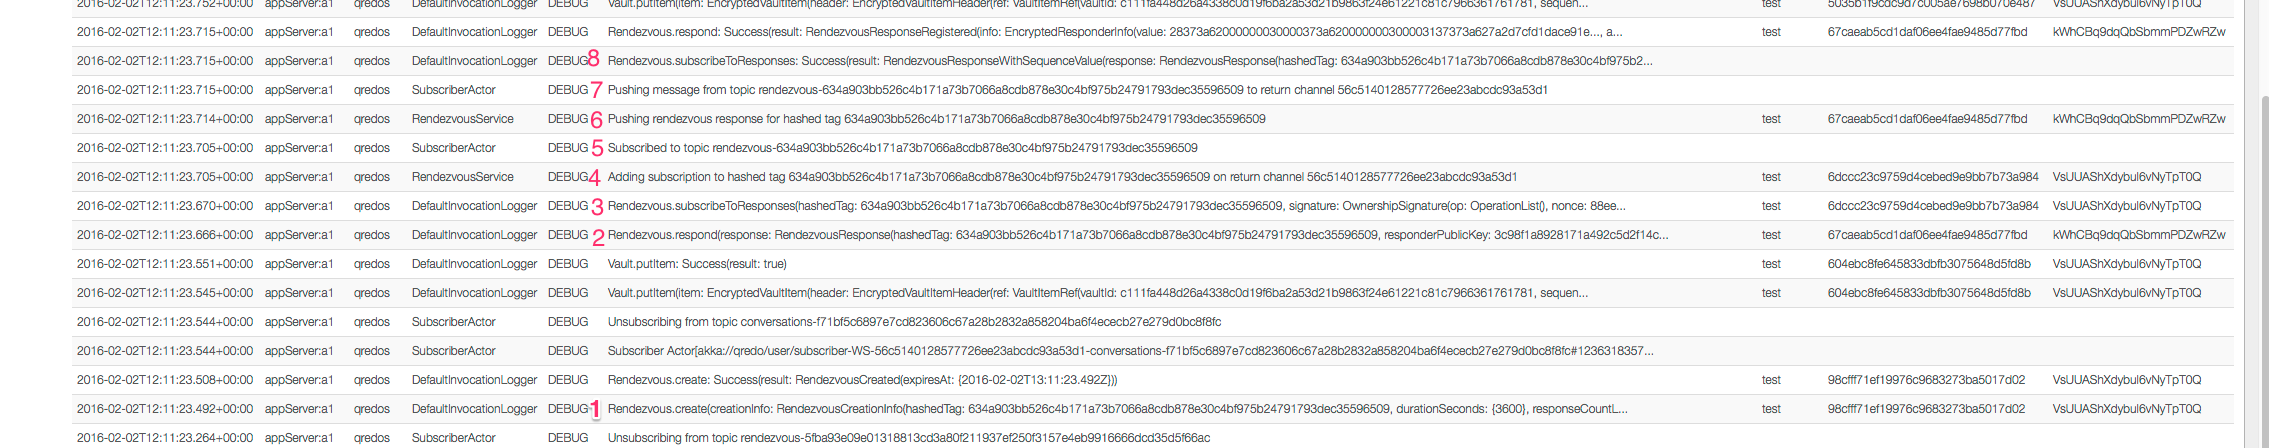 2016-02-02T12:11:23.752+00:00 appServer:a1 qredos DefaultInvocationLogger DEBUG Vault.putItem(item: EncryptedVaultItem(header: EncryptedVaultItemHeader(ref: VaultItemRef(vaultId: c111fa448d26a4338c0d19f6ba2a53d21b9863f24e61221c81c7966361761781, sequen... test 5035b1f9cdc9d7c005ae7698b070e487 VsUUAShXdybul6vNyTpT0Q
2016-02-02T12:11:23.715+00:00 appServer:a1 qredos DefaultInvocationLogger DEBUG Rendezvous.respond: Success(result: RendezvousResponseRegistered(info: EncryptedResponderInfo(value: 28373a62000000030000373a620000000300003137373a627a2d7cfd1dace91e..., a... test 67caeab5cd1daf06ee4fae9485d77fbd kWhCBq9dqQbSbmmPDZwRZw
2016-02-02T12:11:23.715+00:00 appServer:a1 qredos DefaultInvocationLogger DEBUG 8 Rendezvous.subscribeToResponses: Success(result: RendezvousResponseWithSequenceValue(response: RendezvousResponse(hashedTag: 634a903bb526c4b171a73b7066a8cdb878e30c4bf975b2...
2016-02-02T12:11:23.715+00:00 appServer:a1 qredos SubscriberActor DEBUG 7 Pushing message from topic rendezvous-634a903bb526c4b171a73b7066a8cdb878e30c4bf975b24791793dec35596509 to return channel 56c5140128577726ee23abcdc93a53d1
2016-02-02T12:11:23.714+00:00 appServer:a1 qredos RendezvousService DEBUG 6 Pushing rendezvous response for hashed tag 634a903bb526c4b171a73b7066a8cdb878e30c4bf975b24791793dec35596509 test 67caeab5cd1daf06ee4fae9485d77fbd kWhCBq9dqQbSbmmPDZwRZw
2016-02-02T12:11:23.705+00:00 appServer:a1 qredos SubscriberActor DEBUG 5 Subscribed to topic rendezvous-634a903bb526c4b171a73b7066a8cdb878e30c4bf975b24791793dec35596509
2016-02-02T12:11:23.705+00:00 appServer:a1 qredos RendezvousService DEBUG 4 Adding subscription to hashed tag 634a903bb526c4b171a73b7066a8cdb878e30c4bf975b24791793dec35596509 on return channel 56c5140128577726ee23abcdc93a53d1 test 6dccc23c9759d4cebed9e9bb7b73a984 VsUUAShXdybul6vNyTpT0Q
2016-02-02T12:11:23.670+00:00 appServer:a1 qredos DefaultInvocationLogger DEBUG 3 Rendezvous.subscribeToResponses(hashedTag: 634a903bb526c4b171a73b7066a8cdb878e30c4bf975b24791793dec35596509, signature: OwnershipSignature(op: OperationList(), nonce: 88ee... test 6dccc23c9759d4cebed9e9bb7b73a984 VsUUAShXdybul6vNyTpT0Q
2016-02-02T12:11:23.666+00:00 appServer:a1 qredos DefaultInvocationLogger DEBUG 2 Rendezvous.respond(response: RendezvousResponse(hashedTag: 634a903bb526c4b171a73b7066a8cdb878e30c4bf975b24791793dec35596509, responderPublicKey: 3c98f1a8928171a492c5d2f14c... test 67caeab5cd1daf06ee4fae9485d77fbd kWhCBq9dqQbSbmmPDZwRZw
2016-02-02T12:11:23.551+00:00 appServer:a1 qredos DefaultInvocationLogger DEBUG Vault.putItem: Success(result: true) test 604ebc8fe645833dbfb3075648d5fd8b VsUUAShXdybul6vNyTpT0Q
2016-02-02T12:11:23.545+00:00 appServer:a1 qredos DefaultInvocationLogger DEBUG Vault.putItem(item: EncryptedVaultItem(header: EncryptedVaultItemHeader(ref: VaultItemRef(vaultId: c111fa448d26a4338c0d19f6ba2a53d21b9863f24e61221c81c7966361761781, sequen... test 604ebc8fe645833dbfb3075648d5fd8b VsUUAShXdybul6vNyTpT0Q
2016-02-02T12:11:23.544+00:00 appServer:a1 qredos SubscriberActor DEBUG Unsubscribing from topic conversations-f71bf5c6897e7cd823606c67a28b2832a858204ba6f4ececb27e279d0bc8f8fc
2016-02-02T12:11:23.544+00:00 appServer:a1 qredos SubscriberActor DEBUG Subscriber Actor[akka://qredo/user/subscriber-WS-56c5140128577726ee23abcdc93a53d1-conversations-f71bf5c6897e7cd823606c67a28b2832a858204ba6f4ececb27e279d0bc8f8fc#1236318357...
2016-02-02T12:11:23.508+00:00 appServer:a1 qredos DefaultInvocationLogger DEBUG Rendezvous.create: Success(result: RendezvousCreated(expiresAt: {2016-02-02T13:11:23.492Z})) test 98cfff71ef19976c9683273ba5017d02 VsUUAShXdybul6vNyTpT0Q
2016-02-02T12:11:23.492+00:00 appServer:a1 qredos DefaultInvocationLogger DEBUG 1 Rendezvous.create(creationInfo: RendezvousCreationInfo(hashedTag: 634a903bb526c4b171a73b7066a8cdb878e30c4bf975b24791793dec35596509, durationSeconds: {3600}, responseCountL... test 98cfff71ef19976c9683273ba5017d02 VsUUAShXdybul6vNyTpT0Q
2016-02-02T12:11:23.264+00:00 appServer:a1 qredos SubscriberActor DEBUG Unsubscribing from topic rendezvous-5fba93e09e01318813cd3a80f211937ef250f3157e4eb9916666dcd35d5f66ac